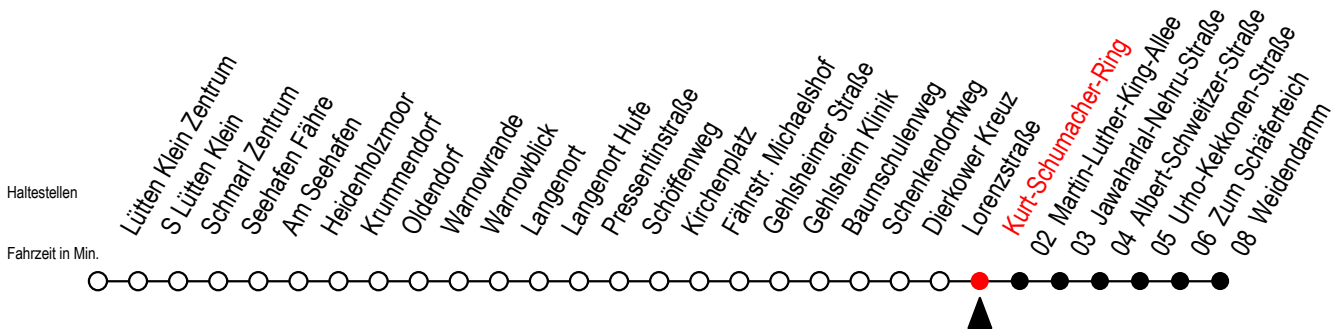 Haltestellen
Fahrzeit in Min.
Lütten Klein Zentrum
S Lütten Klein
Schmarl Zentrum
Seehafen Fähre
Am Seehafen
Heidenholzmoor
Krummendorf
Oldendorf
Warnowrande
Warnowblick
Langenort
Langenort Hufe
Pressentinstraße
Schöffenweg
Kirchenplatz
Fährstr. Michaelshof
Gehlsheimer Straße
Gehlsheim Klinik
Baumschulenweg
Schenkendorfweg
Dierkower Kreuz
Lorenzstraße
Kurt-Schumacher-Ring
02 Martin-Luther-King-Allee
03 Jawaharlal-Nehru-Straße
04 Albert-Schweitzer-Straße
05 Urho-Kekkonen-Straße
06 Zum Schäferteich
08 Weidendamm